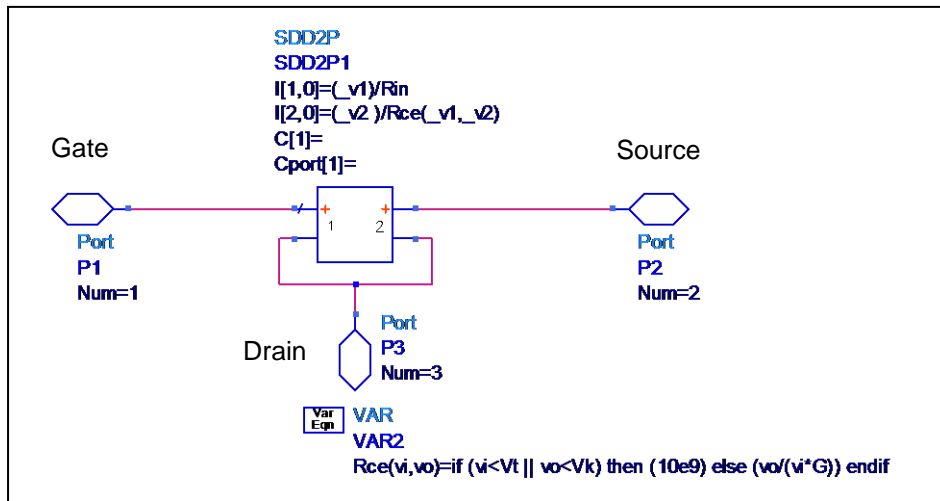 SDD2P
SDD2P1
I[1,0]=(_v1)/Rin
I[2,0]=(_v2 )/Rce(_v1,_v2)
C[1]=
Cport[1]=
Gate
Source
+ +
1 2
Port
P1
Num=1
Port
P2
Num=2
Drain
Port
P3
Num=3
Var
Eqn
VAR
VAR2
Rce(vi,vo)=if (vi<Vt || vo<Vk) then (10e9) else (vo/(vi*G)) endif